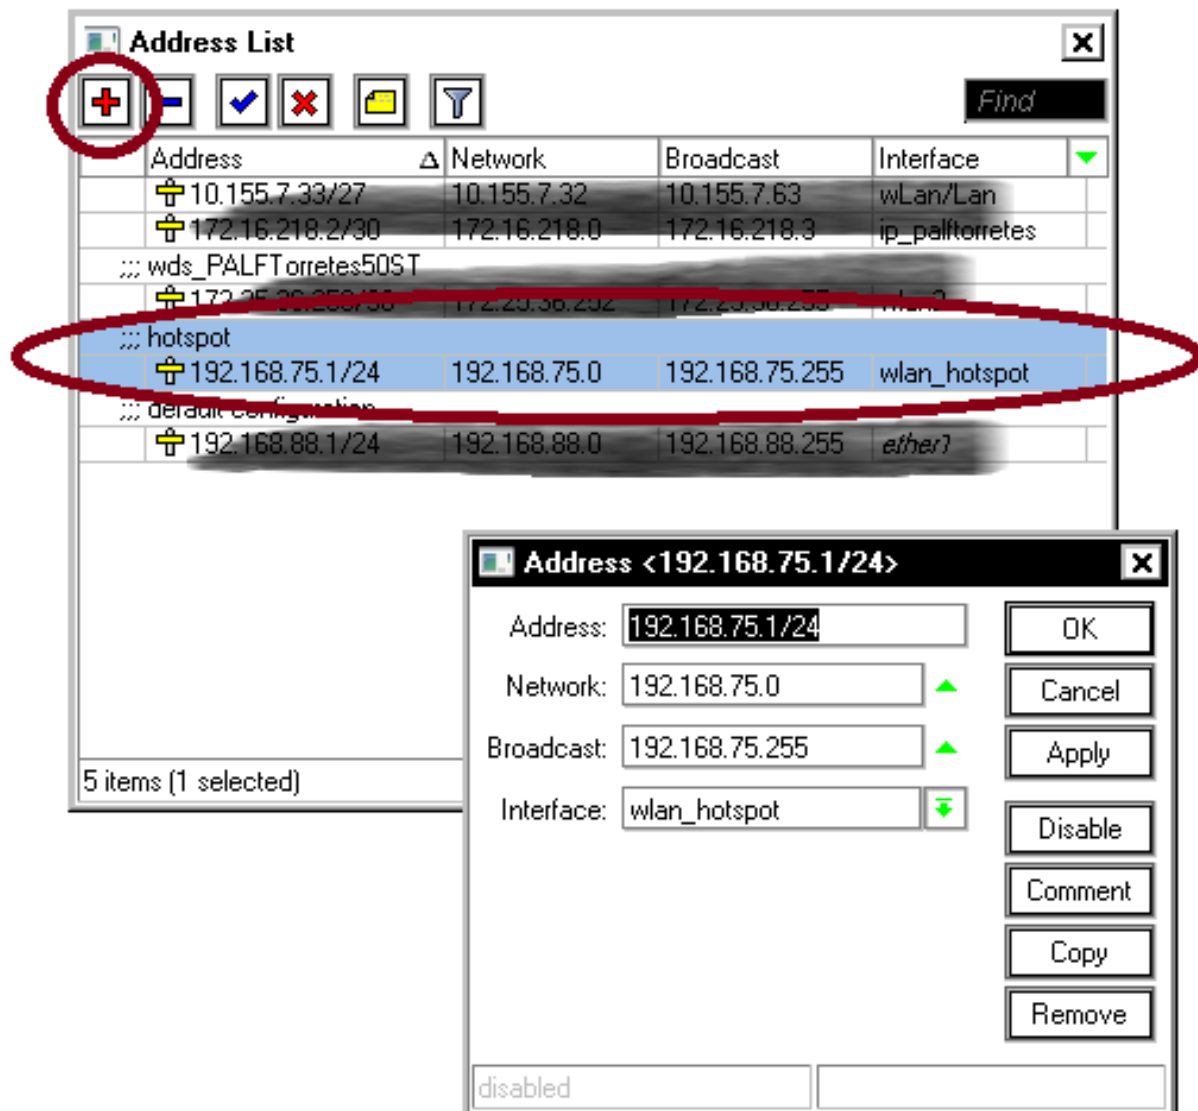 Address List
Find
Address Network Broadcast Interface
10.155.7.33/27 10.155.7.32 10.155.7.63 wLan/Lan
172.16.218.2/30 172.16.218.0 172.16.218.3 ip_palftorretes
;;; wds_PALFTorretes50ST
;;; hotspot
192.168.75.1/24 192.168.75.0 192.168.75.255 wlan_hotspot
;;; default configuration
192.168.88.1/24 192.168.88.0 192.168.88.255 ether1
5 items (1 selected)
Address <192.168.75.1/24>
Address: 192.168.75.1/24
OK
Network: 192.168.75.0
Cancel
Broadcast: 192.168.75.255
Apply
Interface: wlan_hotspot
Disable
Comment
Copy
Remove
disabled